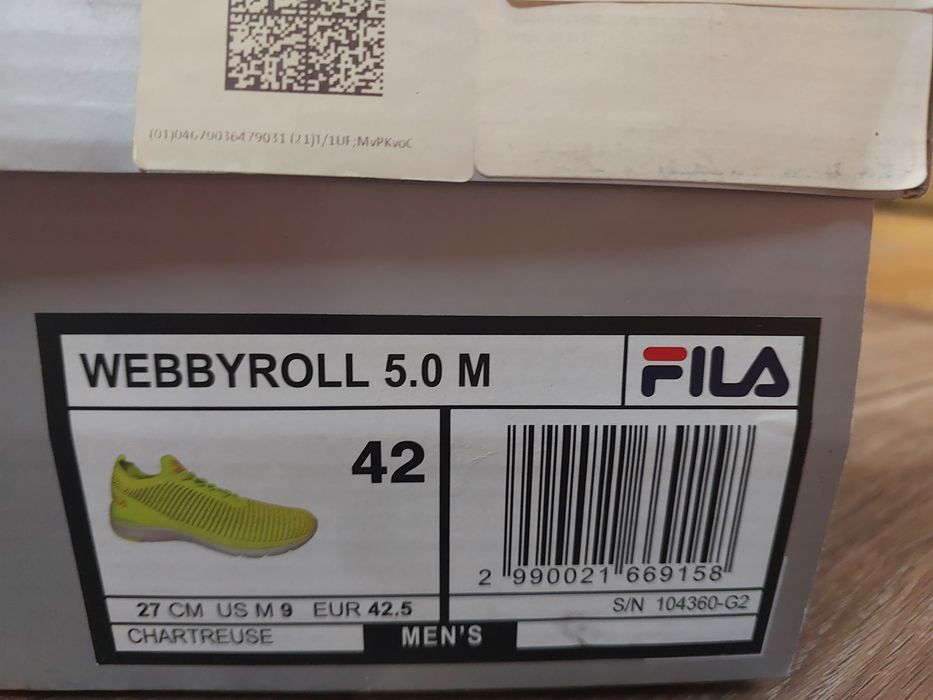 (01)04670036479031(21)T/1UF;MvPKvoC
WEBBYROLL 5.0 M
FILA
42
2 990021 669158
27 CM US M 9 EUR 42.5
S/N 104360-G2
CHARTREUSE
MEN'S